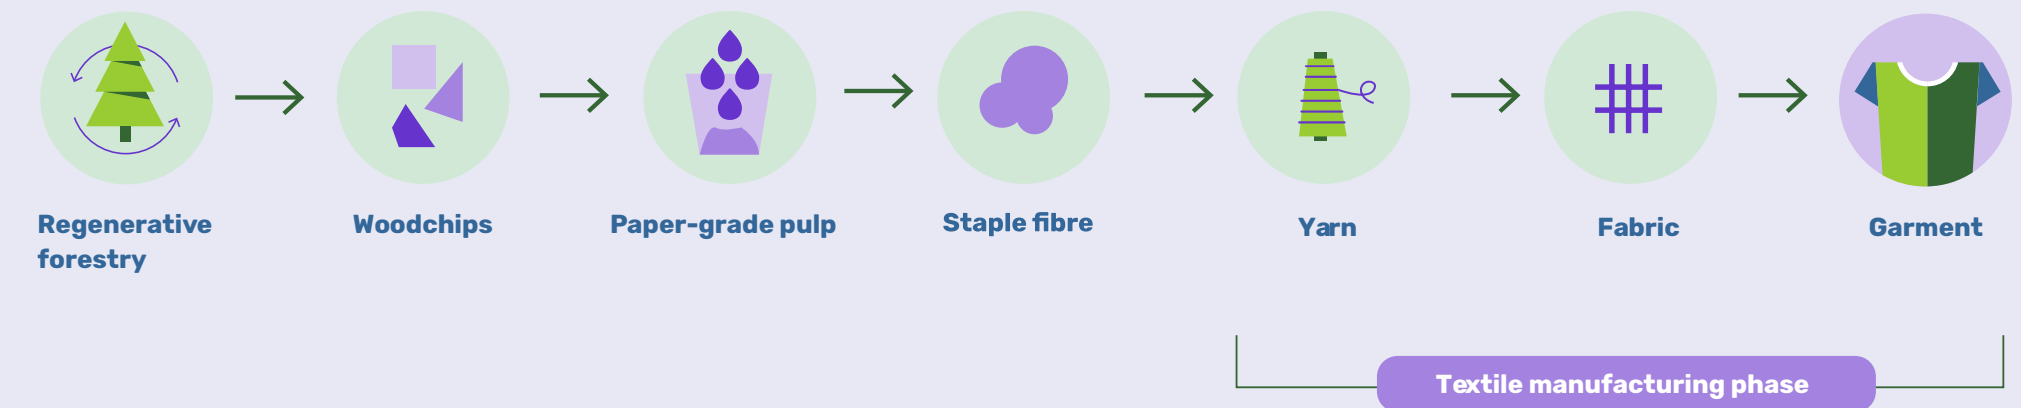 Regenerative
forestry
Woodchips
Paper-grade pulp
Staple fibre
Yarn
Fabric
Garment
Textile manufacturing phase